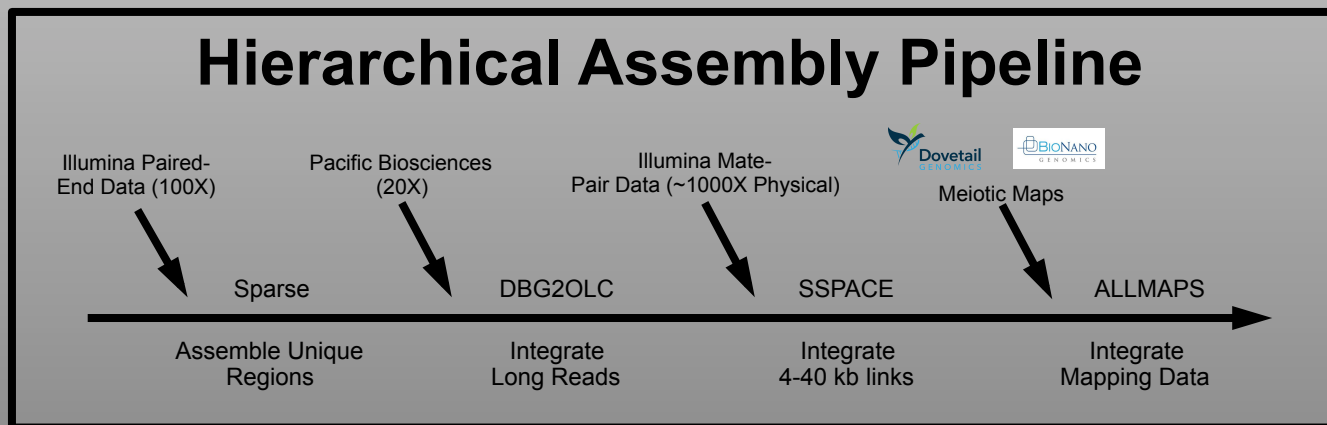 Hierarchical Assembly Pipeline
Illumina Paired-
End Data (100X)
Pacific Biosciences
(20X)
Illumina Mate-
Pair Data (~1000X Physical)
Dovetail
GENOMICS
BIONANO
GENOMICS
Meiotic Maps
Sparse
DBG2OLC
SSPACE
ALLMAPS
Assemble Unique
Regions
Integrate
Long Reads
Integrate
4-40 kb links
Integrate
Mapping Data